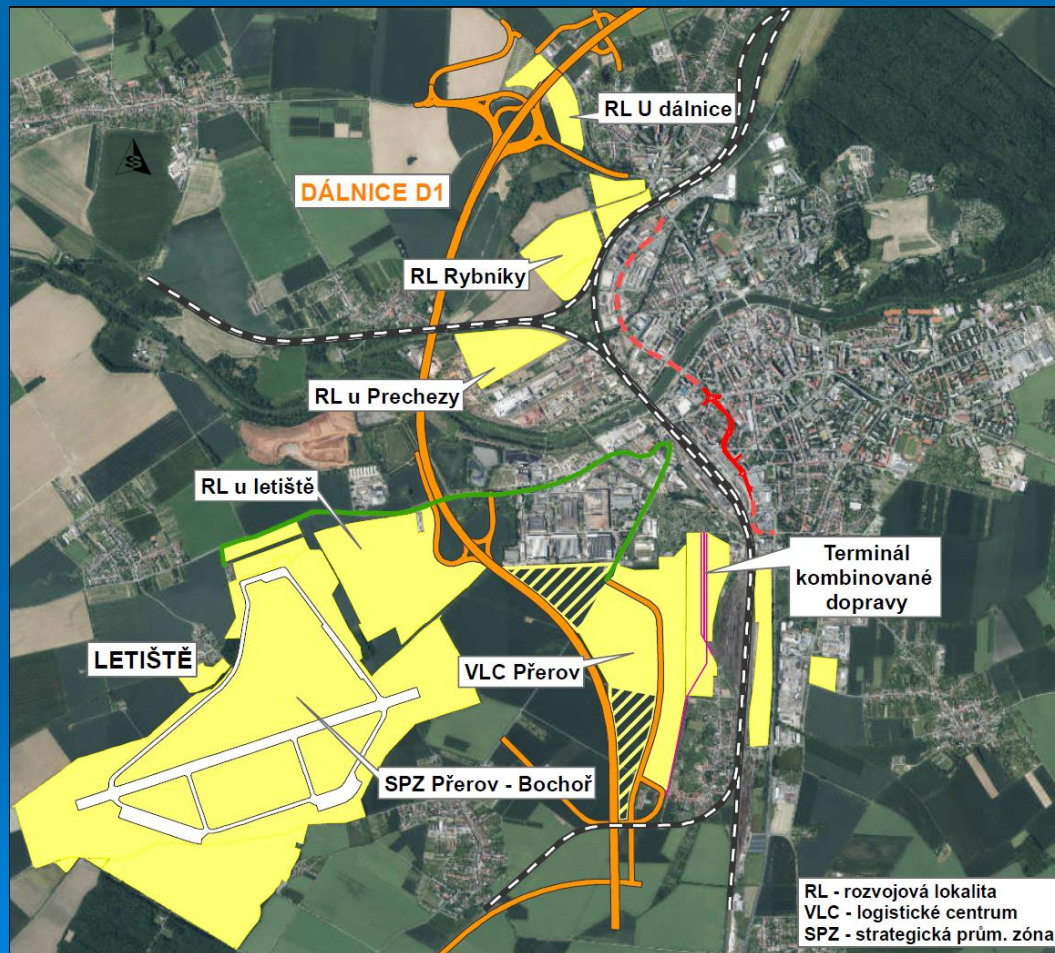 RL U dálnice
DÁLNICE D1
S
RL Rybníky
RL u Prechezy
RL u letiště
Terminál
kombinované
dopravy
LETIŠTĚ
VLC Přerov
SPZ Přerov - Bochoř
RL - rozvojová lokalita
VLC - logistické centrum
SPZ - strategická prům. zóna